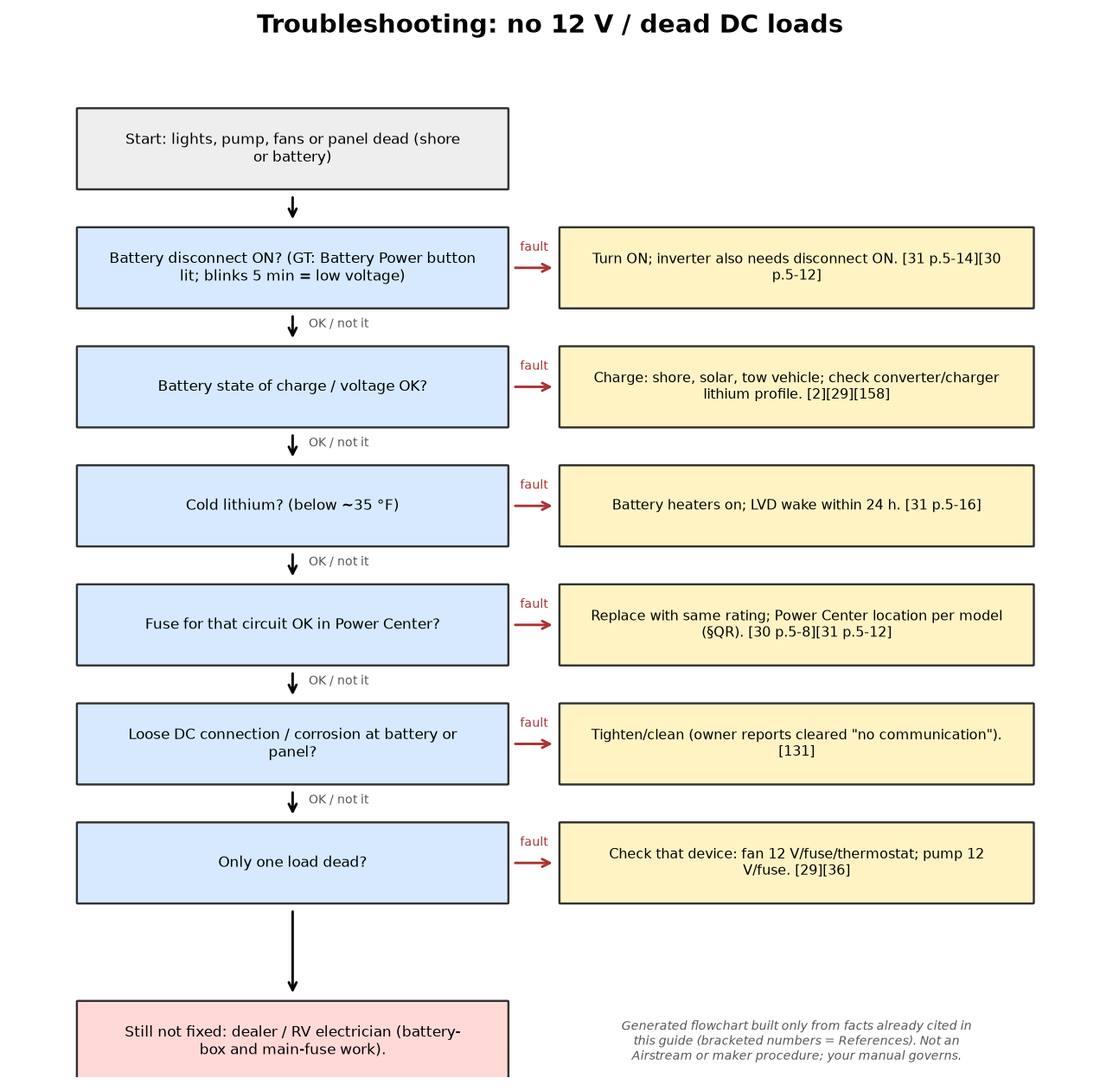 Troubleshooting: no 12 V / dead DC loads
Start: lights, pump, fans or panel dead (shore
or battery)
Battery disconnect ON? (GT: Battery Power button
lit; blinks 5 min = low voltage)
fault
Turn ON; inverter also needs disconnect ON. [31 p.5-14][30
p.5-12]
OK / not it
Battery state of charge / voltage OK?
fault
Charge: shore, solar, tow vehicle; check converter/charger
lithium profile. [2][29][158]
OK / not it
Cold lithium? (below ~35 °F)
fault
Battery heaters on; LVD wake within 24 h. [31 p.5-16]
OK / not it
Fuse for that circuit OK in Power Center?
fault
Replace with same rating; Power Center location per model
(§QR). [30 p.5-8][31 p.5-12]
OK / not it
Loose DC connection / corrosion at battery or
panel?
fault
Tighten/clean (owner reports cleared "no communication").
[131]
OK / not it
Only one load dead?
fault
Check that device: fan 12 V/fuse/thermostat; pump 12
V/fuse. [29][36]
Still not fixed: dealer / RV electrician (battery-
box and main-fuse work).
Generated flowchart built only from facts already cited in
this guide (bracketed numbers = References). Not an
Airstream or maker procedure; your manual governs.